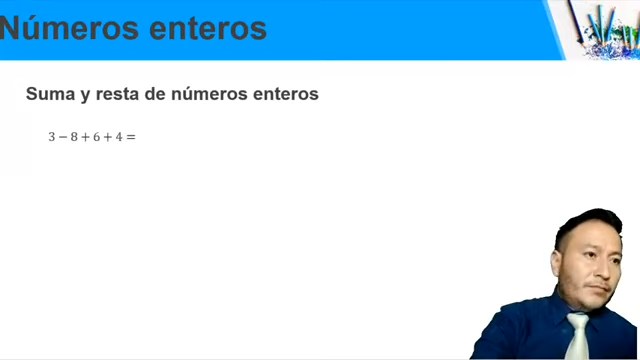 Números enteros
Suma y resta de números enteros
3 − 8 + 6 + 4 =